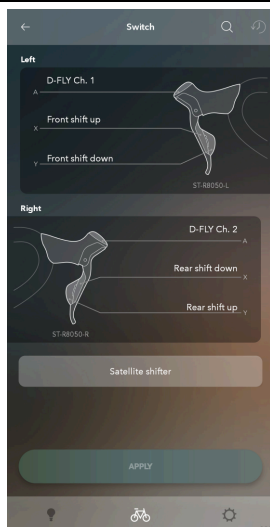 Switch
Left
D-FLY Ch. 1
A
Front shift up
X
Front shift down
Y
ST-R8050-L
Right
D-FLY Ch. 2
A
Rear shift down
X
Rear shift up
Y
ST-R8050-R
Satellite shifter
APPLY